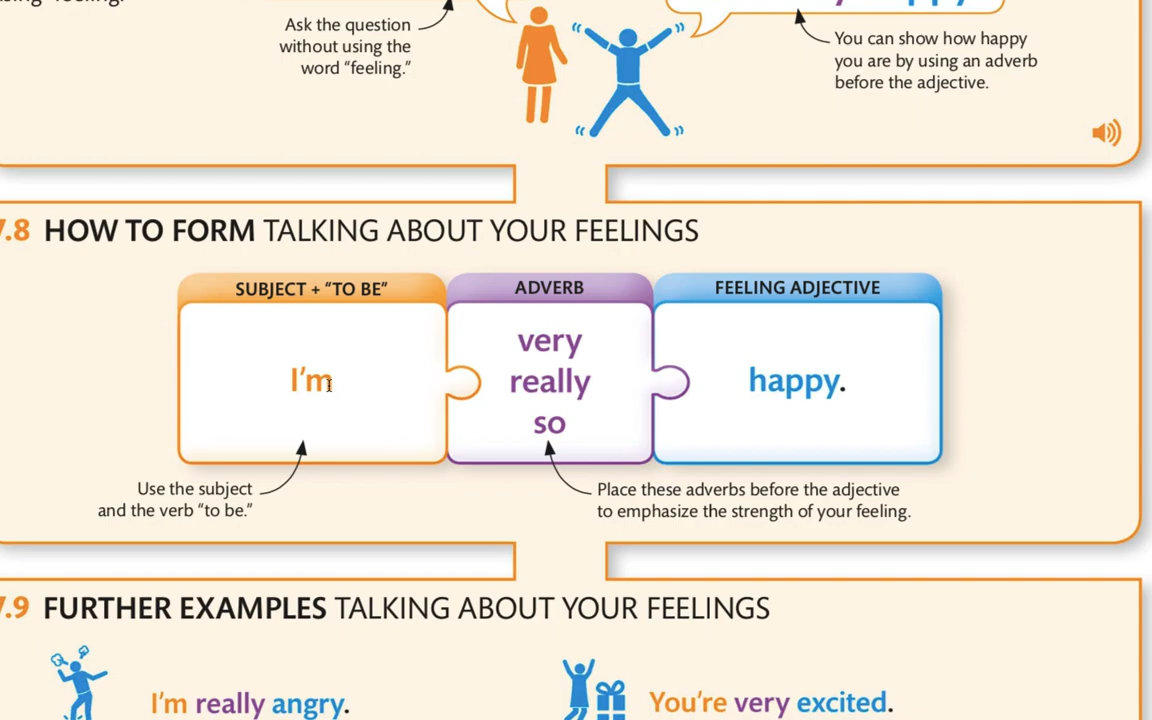 Ask the question
without using the
word “feeling.”
You can show how happy
you are by using an adverb
before the adjective.
.8 HOW TO FORM TALKING ABOUT YOUR FEELINGS
SUBJECT + “TO BE”
ADVERB
FEELING ADJECTIVE
I’m
very
really
so
happy.
Use the subject
and the verb “to be.”
Place these adverbs before the adjective
to emphasize the strength of your feeling.
.9 FURTHER EXAMPLES TALKING ABOUT YOUR FEELINGS
I’m really angry.
You’re very excited.